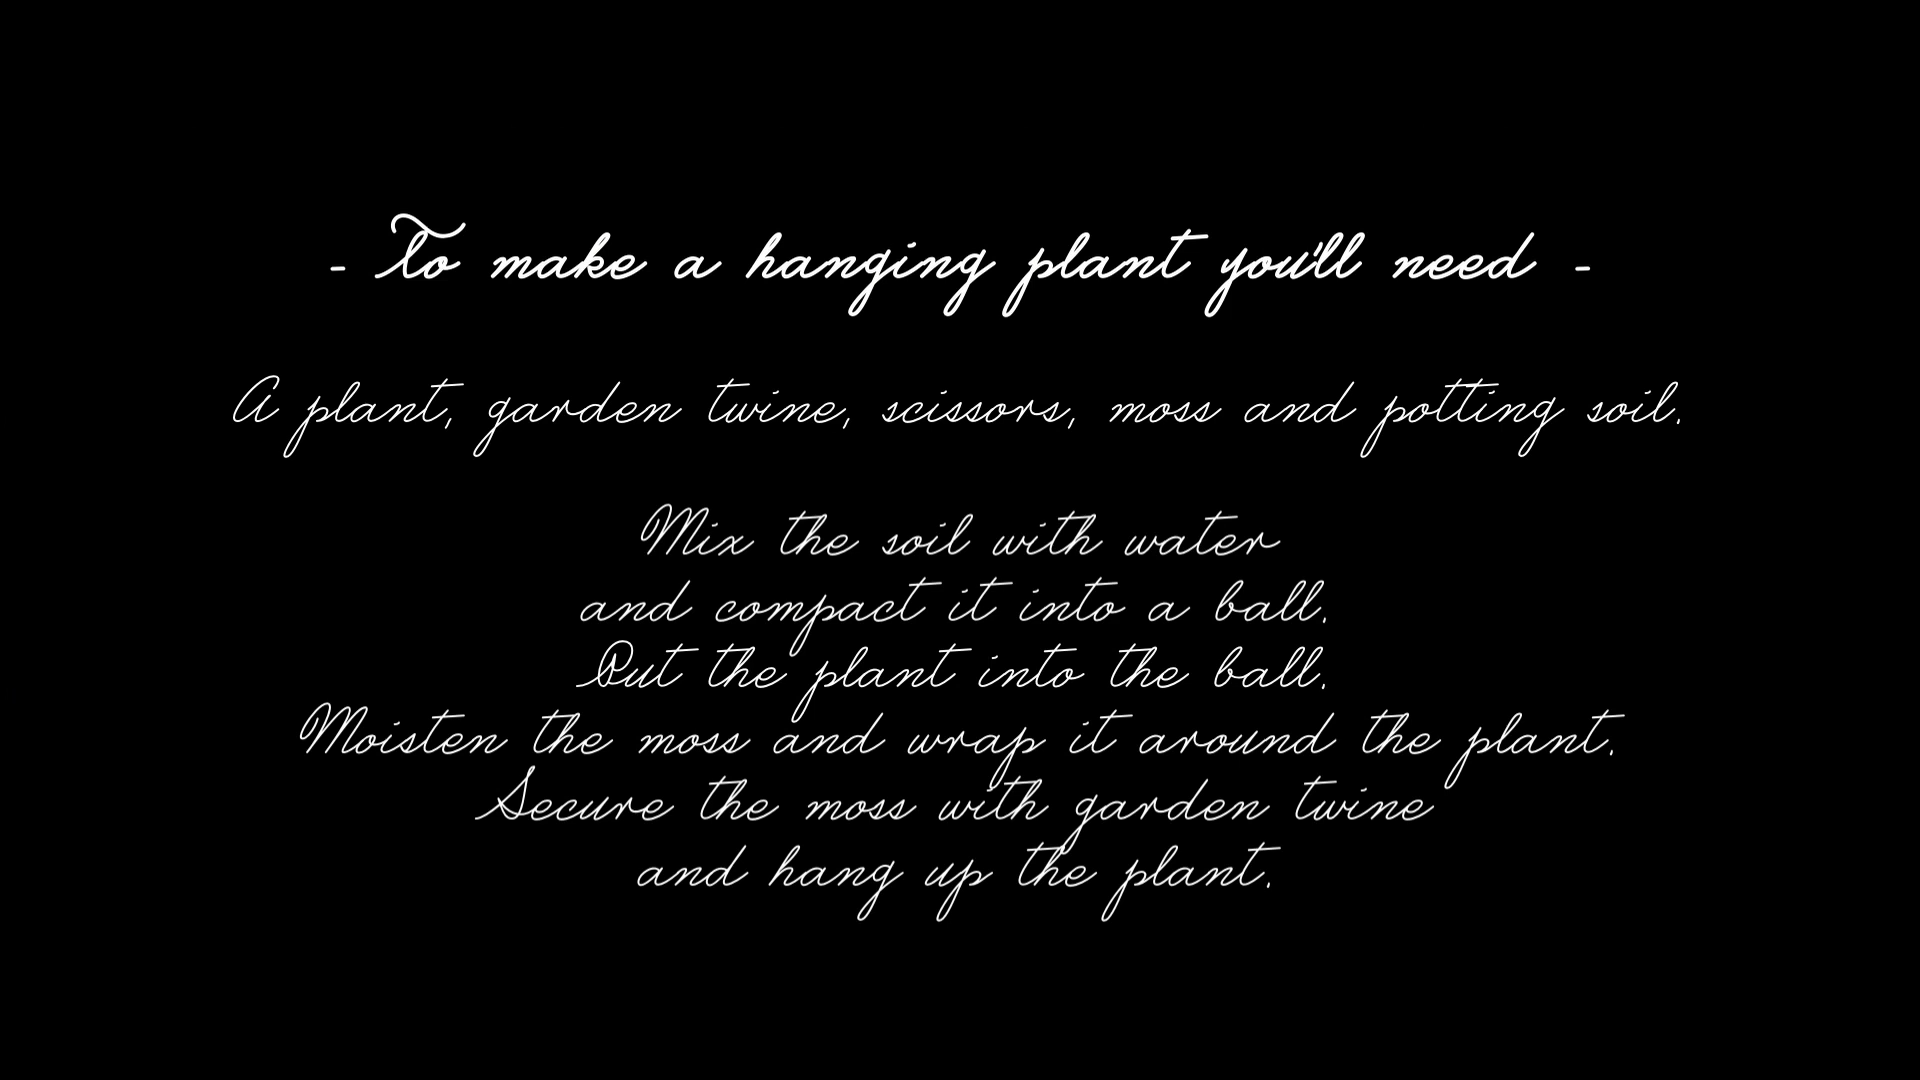 - To make a hanging plant you'll need -
A plant, garden twine, scissors, moss and potting soil.
Mix the soil with water
and compact it into a ball.
Put the plant into the ball.
Moisten the moss and wrap it around the plant.
Secure the moss with garden twine
and hang up the plant.